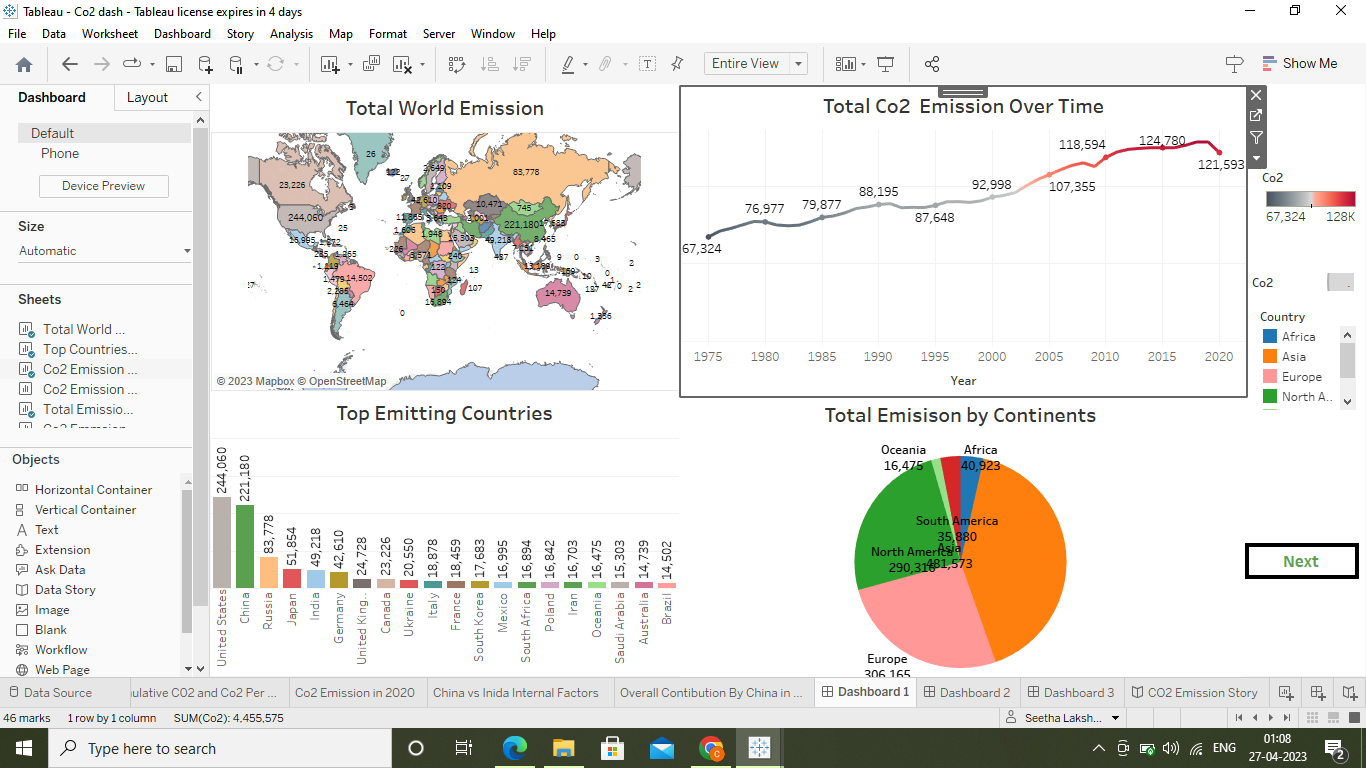 Tableau - Co2 dash - Tableau license expires in 4 days
File Data Worksheet Dashboard Story Analysis Map Format Server Window Help
Entire View
Show Me
Dashboard Layout
Default
Phone
Device Preview
Size
Automatic
Sheets
Total World ...
Top Countries...
Co2 Emission ...
Co2 Emission ...
Total Emissio...
Objects
Horizontal Container
Vertical Container
Text
Extension
Ask Data
Data Story
Image
Blank
Workflow
Web Page
Total World Emission
26
23,226
83,778
244,060
10,471
745
221,180
25
14,502
14,739
16,894
13
107
0
© 2023 Mapbox © OpenStreetMap
Total Co2 Emission Over Time
67,324
76,977
79,877
88,195
87,648
92,998
107,355
118,594
124,780
121,593
1975 1980 1985 1990 1995 2000 2005 2010 2015 2020
Year
Co2
67,324 128K
Co2
Country
Africa
Asia
Europe
North A..
Top Emitting Countries
244,060
221,180
83,778
51,854
49,218
42,610
24,728
23,226
20,550
18,878
18,459
17,683
16,995
16,894
16,842
16,703
16,475
15,303
14,739
14,502
United States
China
Russia
Japan
India
Germany
United King..
Canada
Ukraine
Italy
France
South Korea
Mexico
South Africa
Poland
Iran
Oceania
Saudi Arabia
Australia
Brazil
Total Emisison by Continents
Oceania
16,475
Africa
40,923
South America
35,880
Asia
481,573
North America
Europe
306,165
Next
Data Source
ulative CO2 and Co2 Per ...
Co2 Emission in 2020
China vs Inida Internal Factors
Overall Contibution By China in ...
Dashboard 1
Dashboard 2
Dashboard 3
CO2 Emission Story
46 marks 1 row by 1 column SUM(Co2): 4,455,575
Seetha Laksh...
Type here to search
ENG
01:08
27-04-2023
2